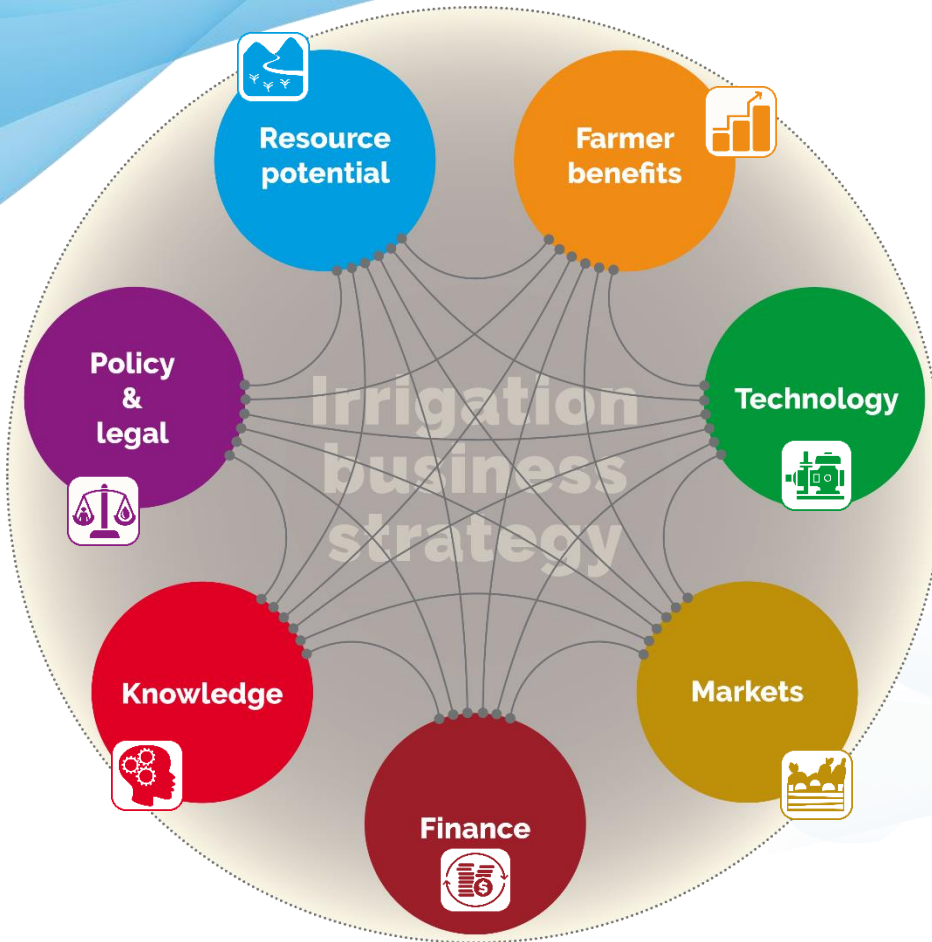 Resource
potential
Farmer
benefits
Policy
&
legal
Technology
Irrigation
business
strategy
Knowledge
Markets
Finance
$